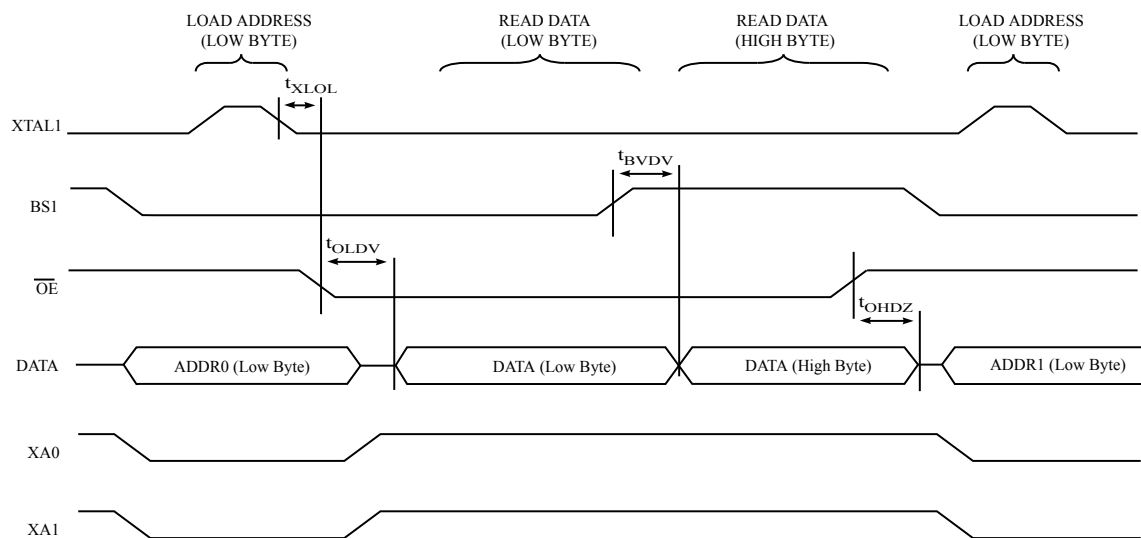 LOAD ADDRESS
(LOW BYTE)
READ DATA
(LOW BYTE)
READ DATA
(HIGH BYTE)
LOAD ADDRESS
(LOW BYTE)
tXLOL
XTAL1
tBVDV
BS1
tOLDV
OE
tOHDZ
DATA
ADDR0 (Low Byte)
DATA (Low Byte)
DATA (High Byte)
ADDR1 (Low Byte)
XA0
XA1